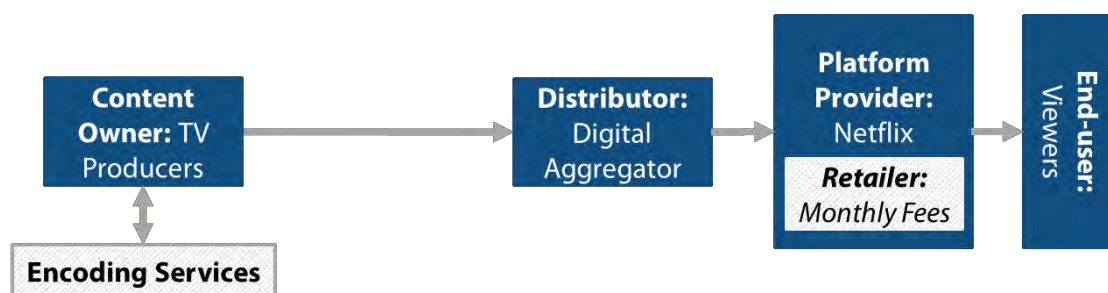 Content
Owner: TV
Producers
Encoding Services
Distributor:
Digital
Aggregator
Platform
Provider:
Netflix
Retailer:
Monthly Fees
End-user:
Viewers